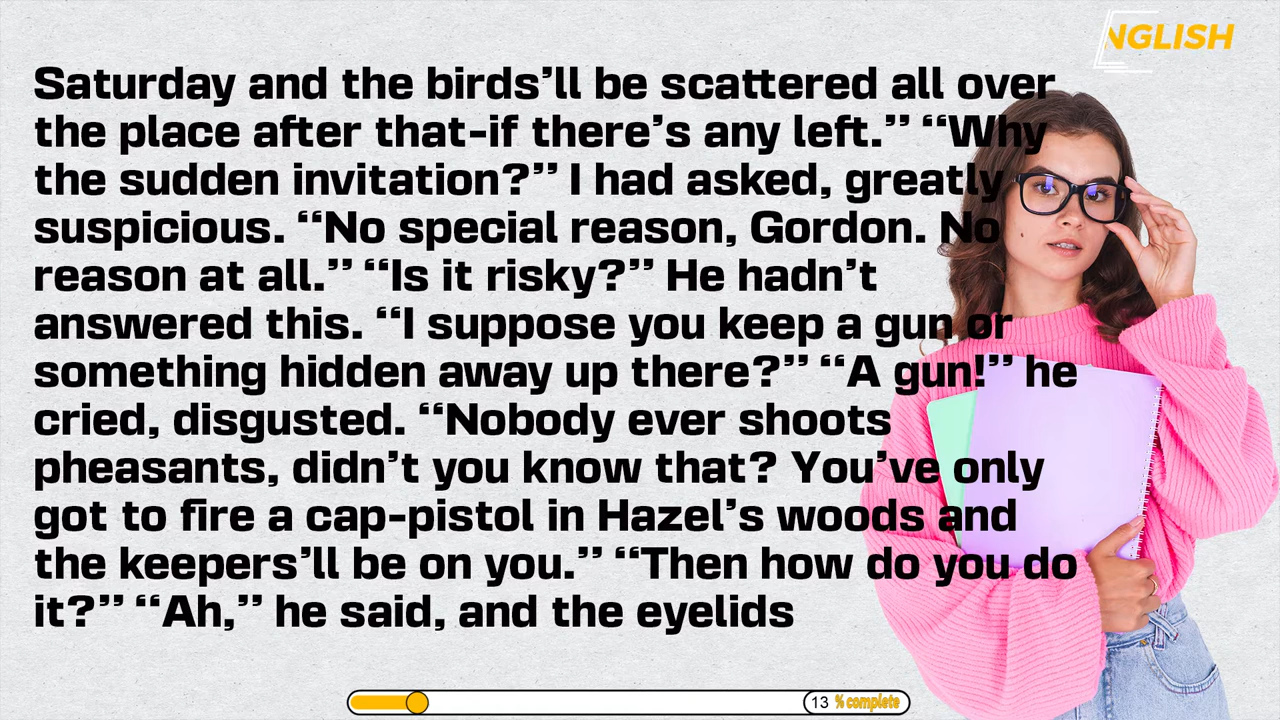 NGLISH
Saturday and the birds’ll be scattered all over
the place after that-if there’s any left.” “Why
the sudden invitation?” I had asked, greatly
suspicious. “No special reason, Gordon. No
reason at all.” “Is it risky?” He hadn’t
answered this. “I suppose you keep a gun or
something hidden away up there?” “A gun!” he
cried, disgusted. “Nobody ever shoots
pheasants, didn’t you know that? You’ve only
got to fire a cap-pistol in Hazel’s woods and
the keepers’ll be on you.” “Then how do you do
it?” “Ah,” he said, and the eyelids
13 % complete